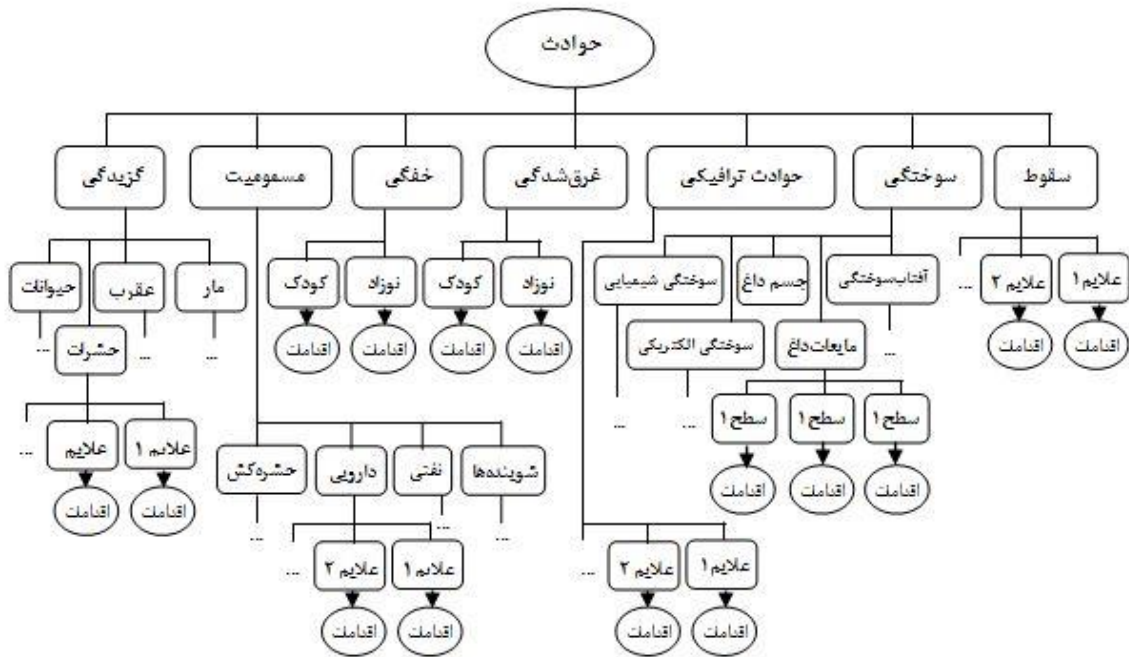 حوادث
سقوط
سوختگی
حوادث ترافیکی
غرق‌شدگی
خفگی
مسمومیت
گزیدگی
علایم ۱
علایم ۲
...
آفتاب‌سوختگی
جسم داغ
سوختگی شیمیایی
نوزاد
کودک
نوزاد
کودک
مار
عقرب
حیوانات
اقدامات
اقدامات
...
مایعات‌داغ
سوختگی الکتریکی
اقدامات
اقدامات
اقدامات
اقدامات
...
...
حشرات
...
سطح ۱
سطح ۱
سطح ۱
...
...
علایم ۱
علایم
...
شوینده‌ها
نفتی
دارویی
حشره‌کش
اقدامات
اقدامات
اقدامات
اقدامات
اقدامات
...
...
...
علایم ۱
علایم ۲
...
علایم ۱
علایم ۲
...
اقدامات
اقدامات
اقدامات
اقدامات